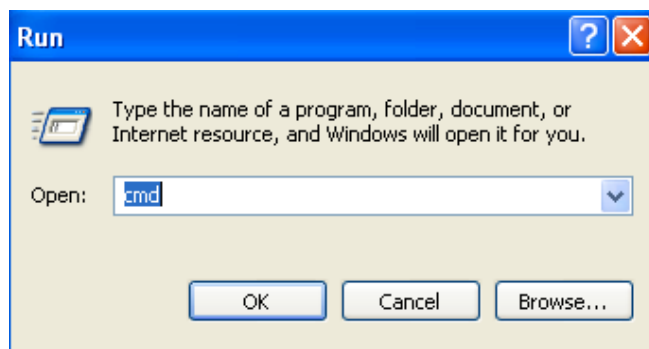 Run
Type the name of a program, folder, document, or
Internet resource, and Windows will open it for you.
Open: cmd
OK Cancel Browse...